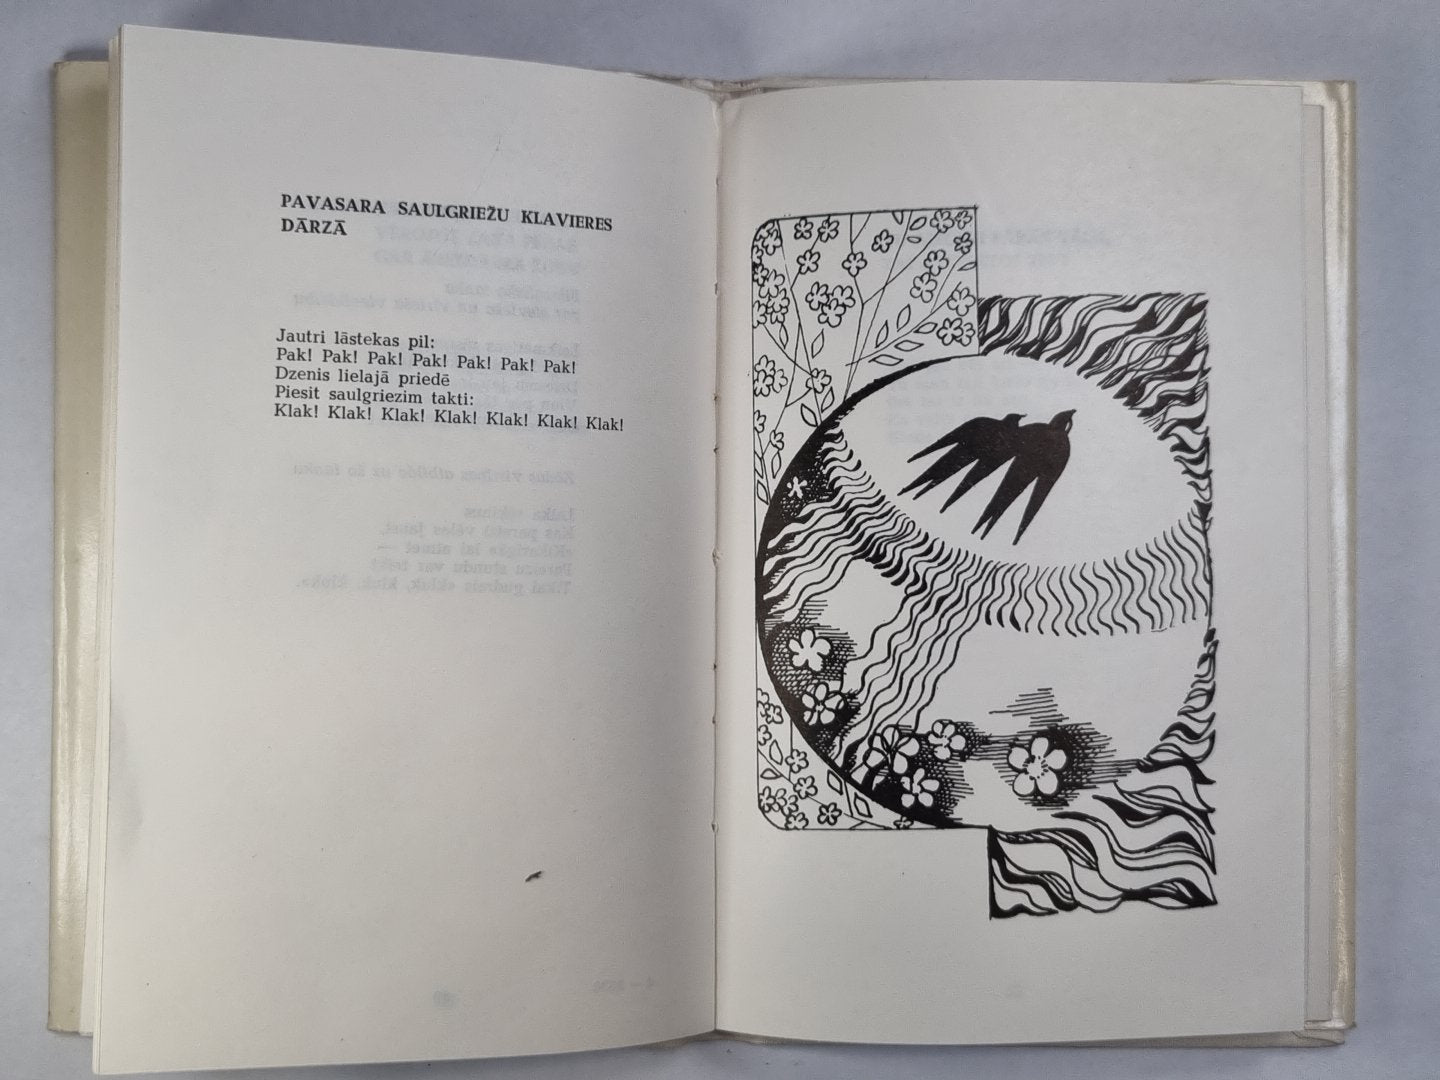 PAVASARA SAULGRIEŽU KLAVIERES
DĀRZĀ
Jautri lāstekas pil:
Pak! Pak! Pak! Pak! Pak! Pak! Pak!
Dzenis lielajā priedē
Piesit saulgriezim takti:
Klak! Klak! Klak! Klak! Klak! Klak! Klak!